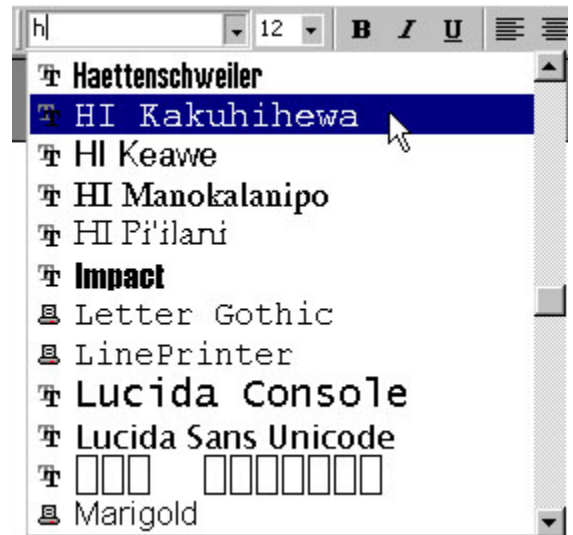 h 12 B I U
Haettenschweiler
HI Kakuhihewa
HI Keawe
HI Manokalanipo
HI Pi'ilani
Impact
Letter Gothic
LinePrinter
Lucida Console
Lucida Sans Unicode
Marigold